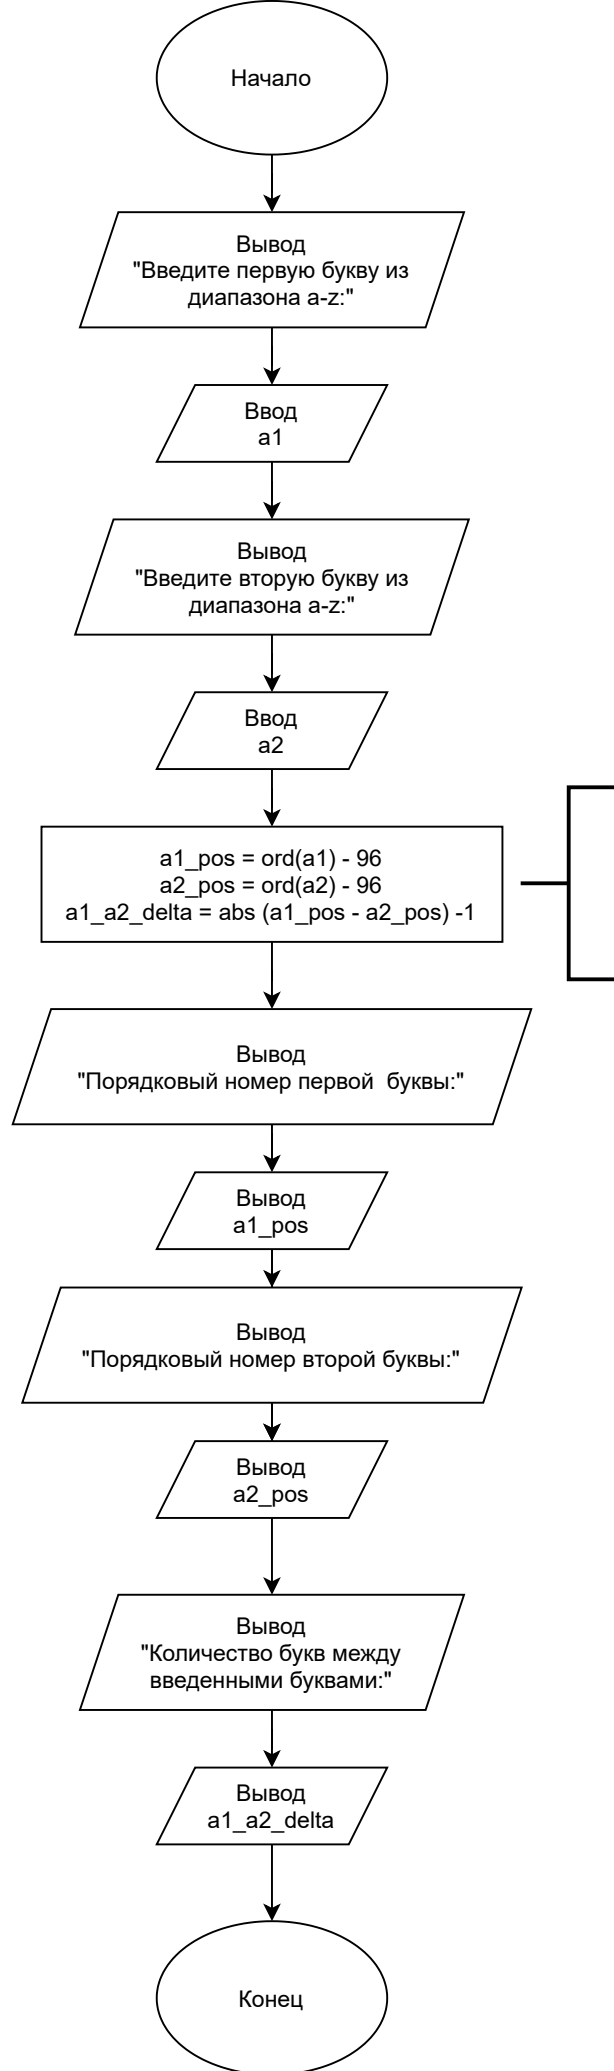 Начало
Вывод
"Введите первую букву из
диапазона a-z:"
Ввод
a1
Вывод
"Введите вторую букву из
диапазона a-z:"
Ввод
a2
a1_pos = ord(a1) - 96
a2_pos = ord(a2) - 96
a1_a2_delta = abs (a1_pos - a2_pos) -1
Вывод
"Порядковый номер первой  буквы:"
Вывод
a1_pos
Вывод
"Порядковый номер второй буквы:"
Вывод
a2_pos
Вывод
"Количество букв между
введенными буквами:"
Вывод
a1_a2_delta
Конец